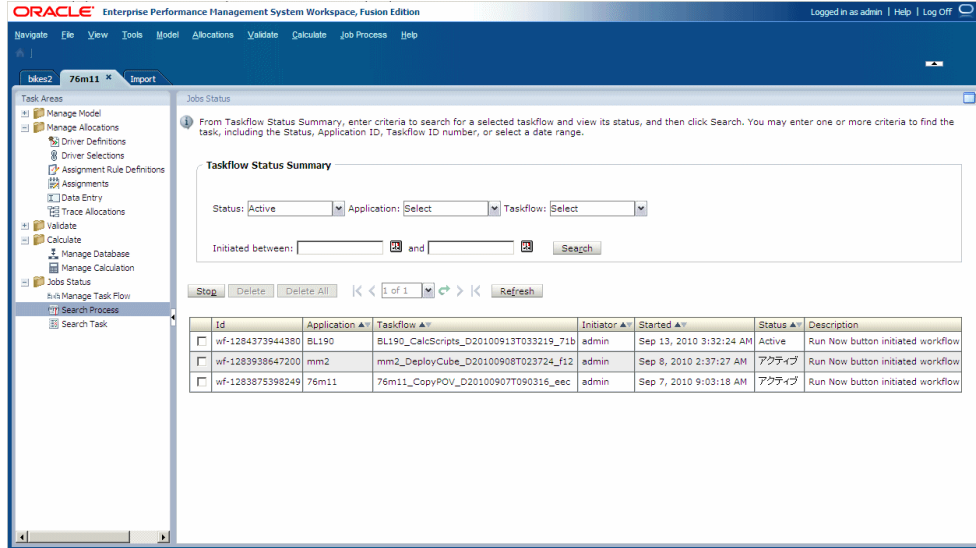 ORACLE Enterprise Performance Management System Workspace, Fusion Edition
Logged in as admin | Help | Log Off
Navigate File View Tools Model Allocations Validate Calculate Job Process Help
bikes2 76m11 × Import
Task Areas
Manage Model
Manage Allocations
Driver Definitions
Driver Selections
Assignment Rule Definitions
Assignments
Data Entry
Trace Allocations
Validate
Calculate
Manage Database
Manage Calculation
Jobs Status
Manage Task Flow
Search Process
Search Task
Jobs Status
From Taskflow Status Summary, enter criteria to search for a selected taskflow and view its status, and then click Search. You may enter one or more criteria to find the
task, including the Status, Application ID, Taskflow ID number, or select a date range.
Taskflow Status Summary
Status: Active Application: Select Taskflow: Select
Initiated between: and Search
Stop Delete Delete All 1 of 1 Refresh
Id Application Taskflow Initiator Started Status Description
wf-1284373944380 BL190 BL190_CalcScripts_D20100913T033219_71b admin Sep 13, 2010 3:32:24 AM Active Run Now button initiated workflow
wf-1283938647200 mm2 mm2_DeployCube_D20100908T023724_f12 admin Sep 8, 2010 2:37:27 AM アクティブ Run Now button initiated workflow
wf-1283875398249 76m11 76m11_CopyPOV_D20100907T090316_eec admin Sep 7, 2010 9:03:18 AM アクティブ Run Now button initiated workflow